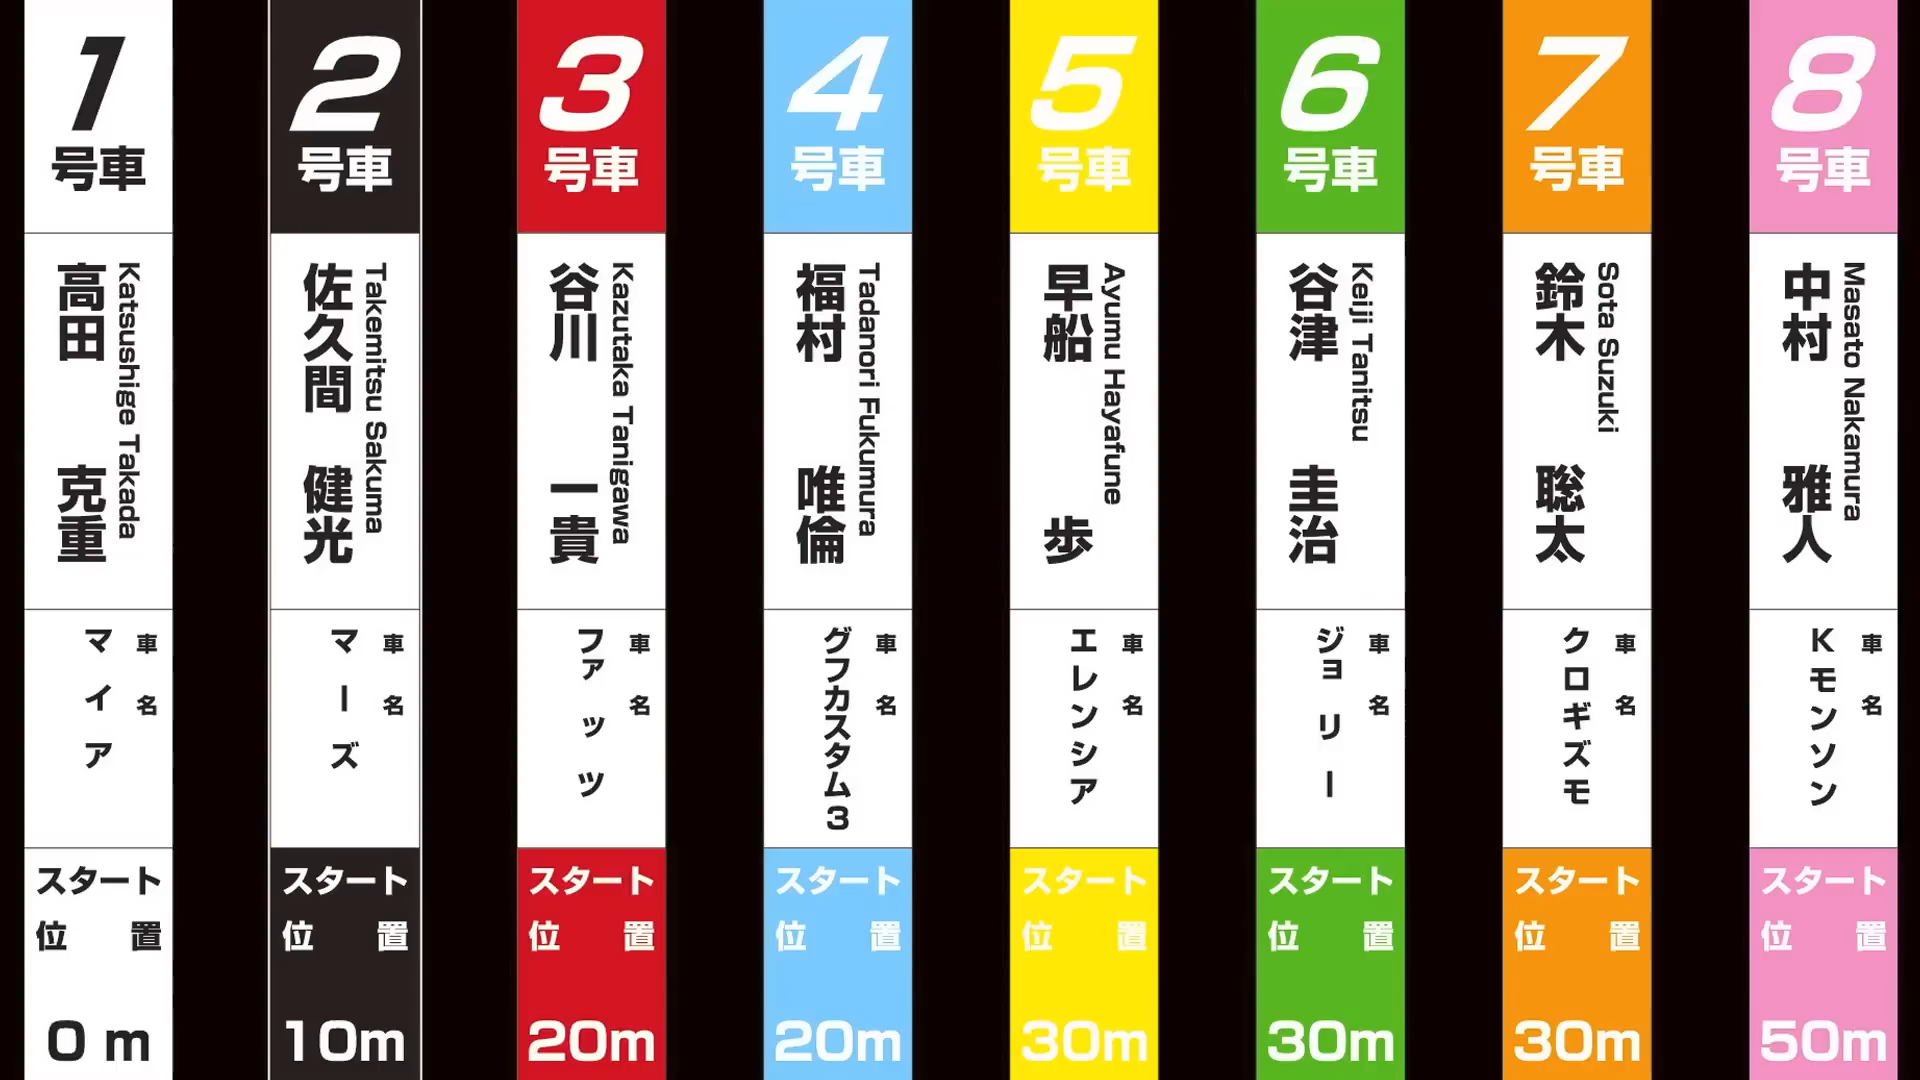 1
号車
高田 克重
Katsushige Takada
車名
マイア
スタート
位置
0 m
2
号車
佐久間 健光
Takemitsu Sakuma
車名
マーズ
スタート
位置
10m
3
号車
谷川 一貴
Kazutaka Tanigawa
車名
ファッツ
スタート
位置
20m
4
号車
福村 唯倫
Tadanori Fukumura
車名
グフカスタム3
スタート
位置
20m
5
号車
早船 歩
Ayumu Hayafune
車名
エレンシア
スタート
位置
30m
6
号車
谷津 圭治
Keiji Tanitsu
車名
ジョリー
スタート
位置
30m
7
号車
鈴木 聡太
Sota Suzuki
車名
クロギズモ
スタート
位置
30m
8
号車
中村 雅人
Masato Nakamura
車名
Kモンソン
スタート
位置
50m